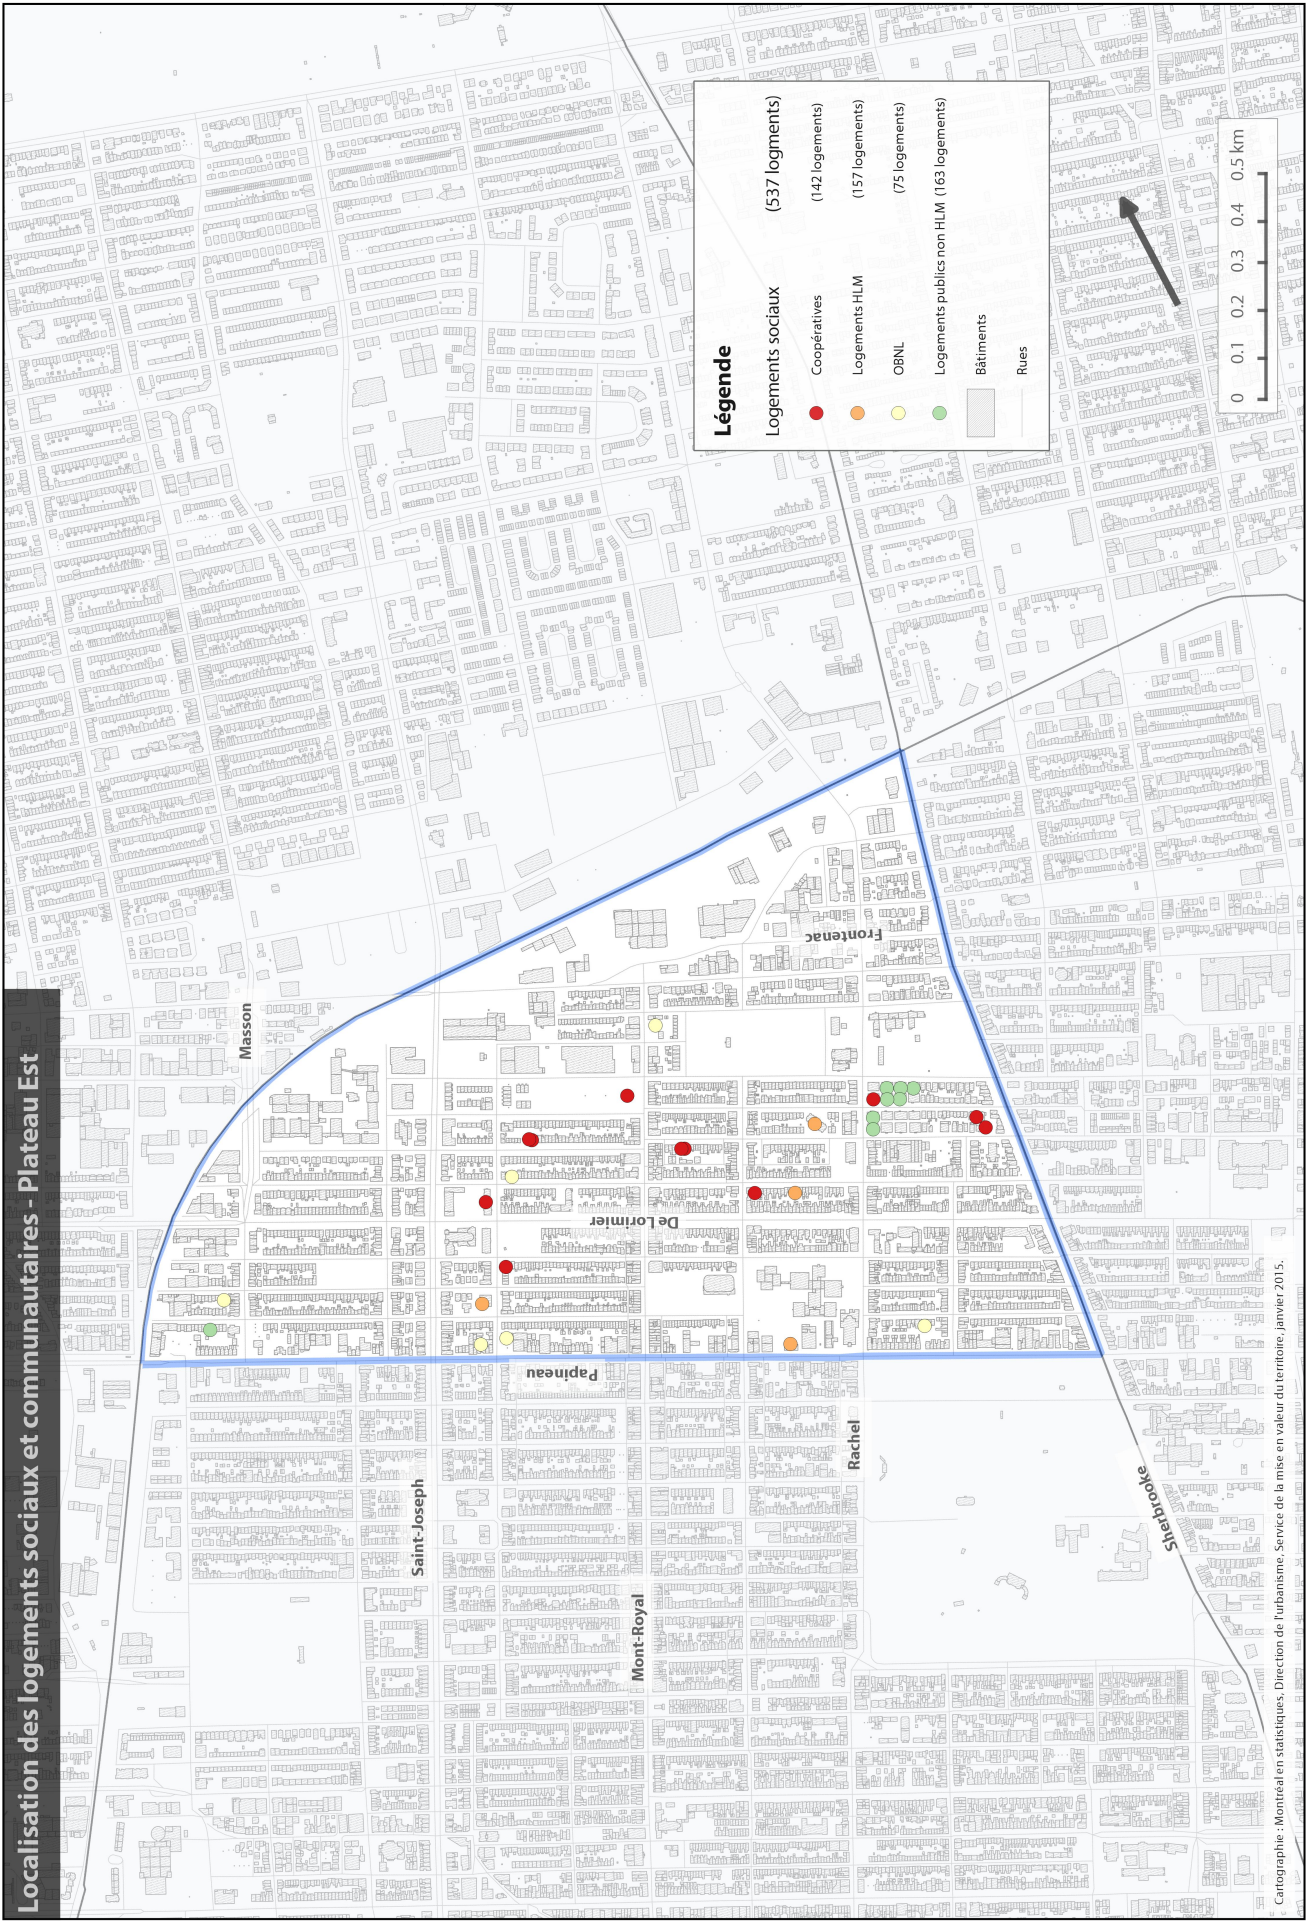 Localisation des logements sociaux et communautaires - Plateau Est
Masson
Saint-Joseph
Mont-Royal
Rachel
Sherbrooke
Papineau
De Lorimier
Frontenac
Légende
Logements sociaux (537 logments)
Coopératives (142 logements)
Logements HLM (157 logements)
OBNL (75 logements)
Logements publics non HLM (163 logements)
Bâtiments
Rues
0 0.1 0.2 0.3 0.4 0.5 km
Cartographie : Montréal en statistiques, Direction de l'urbanisme, Service de la mise en valeur du territoire, janvier 2015.